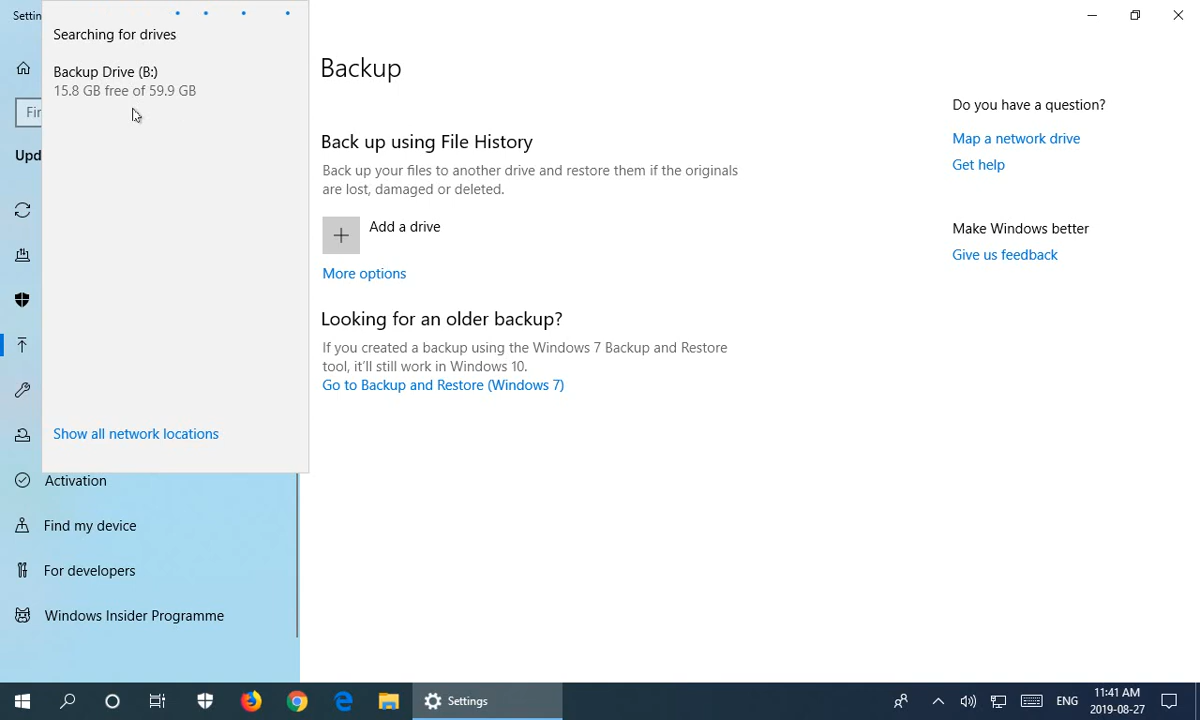 Settin
Searching for drives
Backup Drive (B:)
15.8 GB free of 59.9 GB
Show all network locations
Fin
Upd
Activation
Find my device
For developers
Windows Insider Programme
Backup
Back up using File History
Back up your files to another drive and restore them if the originals
are lost, damaged or deleted.
Add a drive
More options
Looking for an older backup?
If you created a backup using the Windows 7 Backup and Restore
tool, it'll still work in Windows 10.
Go to Backup and Restore (Windows 7)
Do you have a question?
Map a network drive
Get help
Make Windows better
Give us feedback
Settings
ENG
11:41 AM
2019-08-27